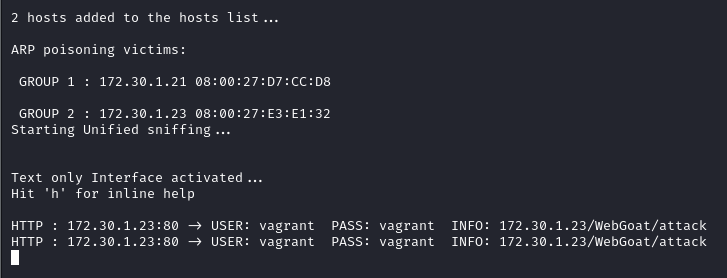 2 hosts added to the hosts list...
ARP poisoning victims:
GROUP 1 : 172.30.1.21 08:00:27:D7:CC:D8
GROUP 2 : 172.30.1.23 08:00:27:E3:E1:32
Starting Unified sniffing...
Text only Interface activated...
Hit 'h' for inline help
HTTP : 172.30.1.23:80 -> USER: vagrant  PASS: vagrant  INFO: 172.30.1.23/WebGoat/attack
HTTP : 172.30.1.23:80 -> USER: vagrant  PASS: vagrant  INFO: 172.30.1.23/WebGoat/attack